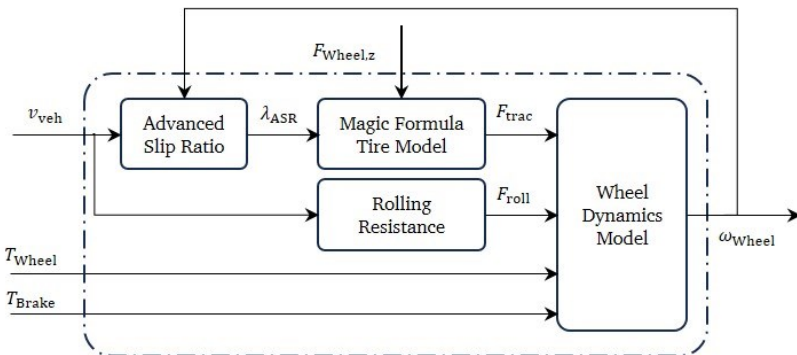 F_Wheel,z
v_veh
Advanced
Slip Ratio
λ_ASR
Magic Formula
Tire Model
F_trac
Rolling
Resistance
F_roll
Wheel
Dynamics
Model
ω_Wheel
T_Wheel
T_Brake